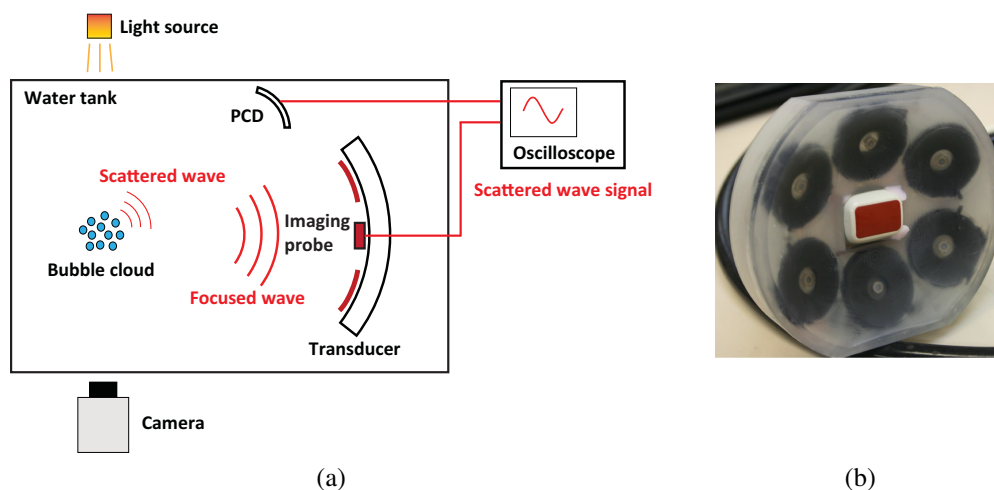 Light source
Water tank
PCD
Oscilloscope
Scattered wave
Scattered wave signal
Imaging
probe
Bubble cloud
Focused wave
Transducer
Camera
(a)
(b)